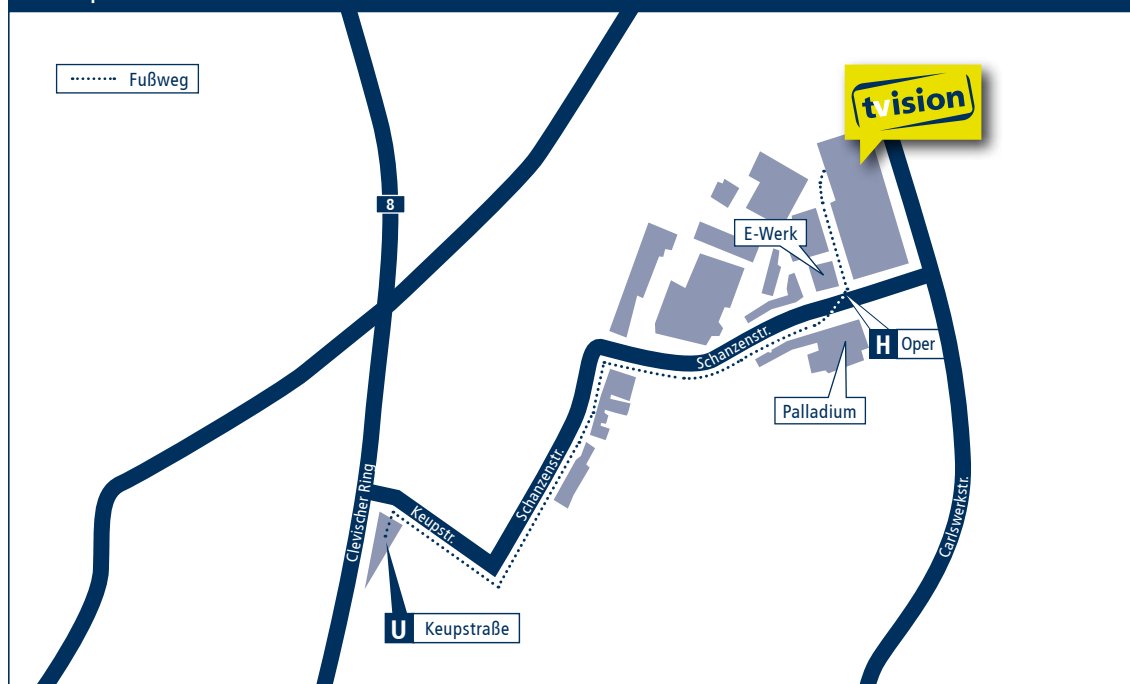 Fußweg
tvision
8
E-Werk
Schanzenstr.
H Oper
Palladium
Schanzenstr.
Clevischer Ring
Keupstr.
Carlswerkstr.
U Keupstraße